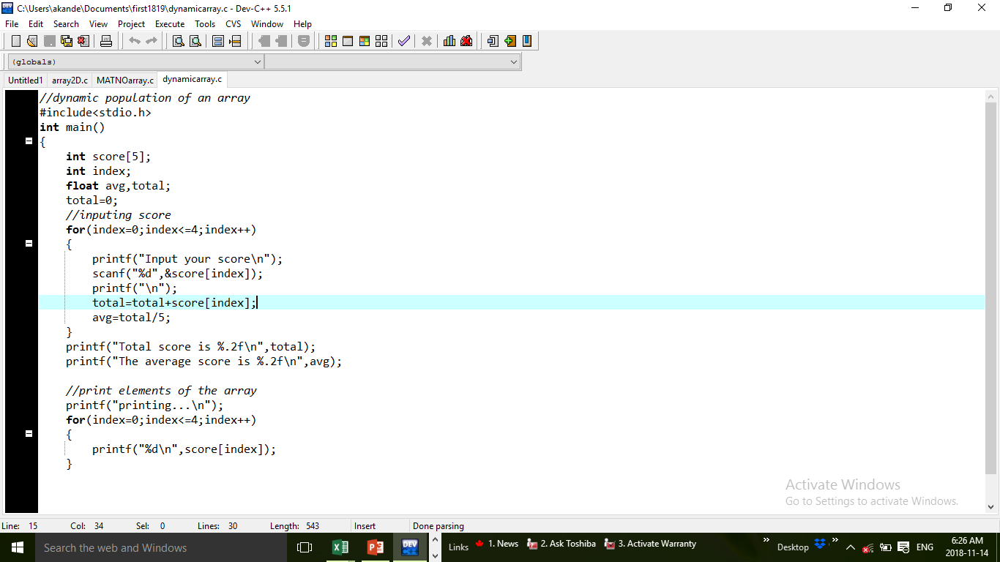 C:\Users\akande\Documents\first1819\dynamicarray.c - Dev-C++ 5.5.1
File Edit Search View Project Execute Tools CVS Window Help
(globals)
Untitled1 array2D.c MATNOarray.c dynamicarray.c
//dynamic population of an array
#include<stdio.h>
int main()
{
    int score[5];
    int index;
    float avg,total;
    total=0;
    //inputing score
    for(index=0;index<=4;index++)
    {
        printf("Input your score\n");
        scanf("%d",&score[index]);
        printf("\n");
        total=total+score[index];
        avg=total/5;
    }
    printf("Total score is %.2f\n",total);
    printf("The average score is %.2f\n",avg);
    //print elements of the array
    printf("printing...\n");
    for(index=0;index<=4;index++)
    {
        printf("%d\n",score[index]);
    }
Activate Windows
Go to Settings to activate Windows.
Line: 15 Col: 34 Sel: 0 Lines: 30 Length: 543 Insert Done parsing
Search the web and Windows
DEV
Links 1. News 2. Ask Toshiba 3. Activate Warranty
Desktop
ENG
6:26 AM
2018-11-14